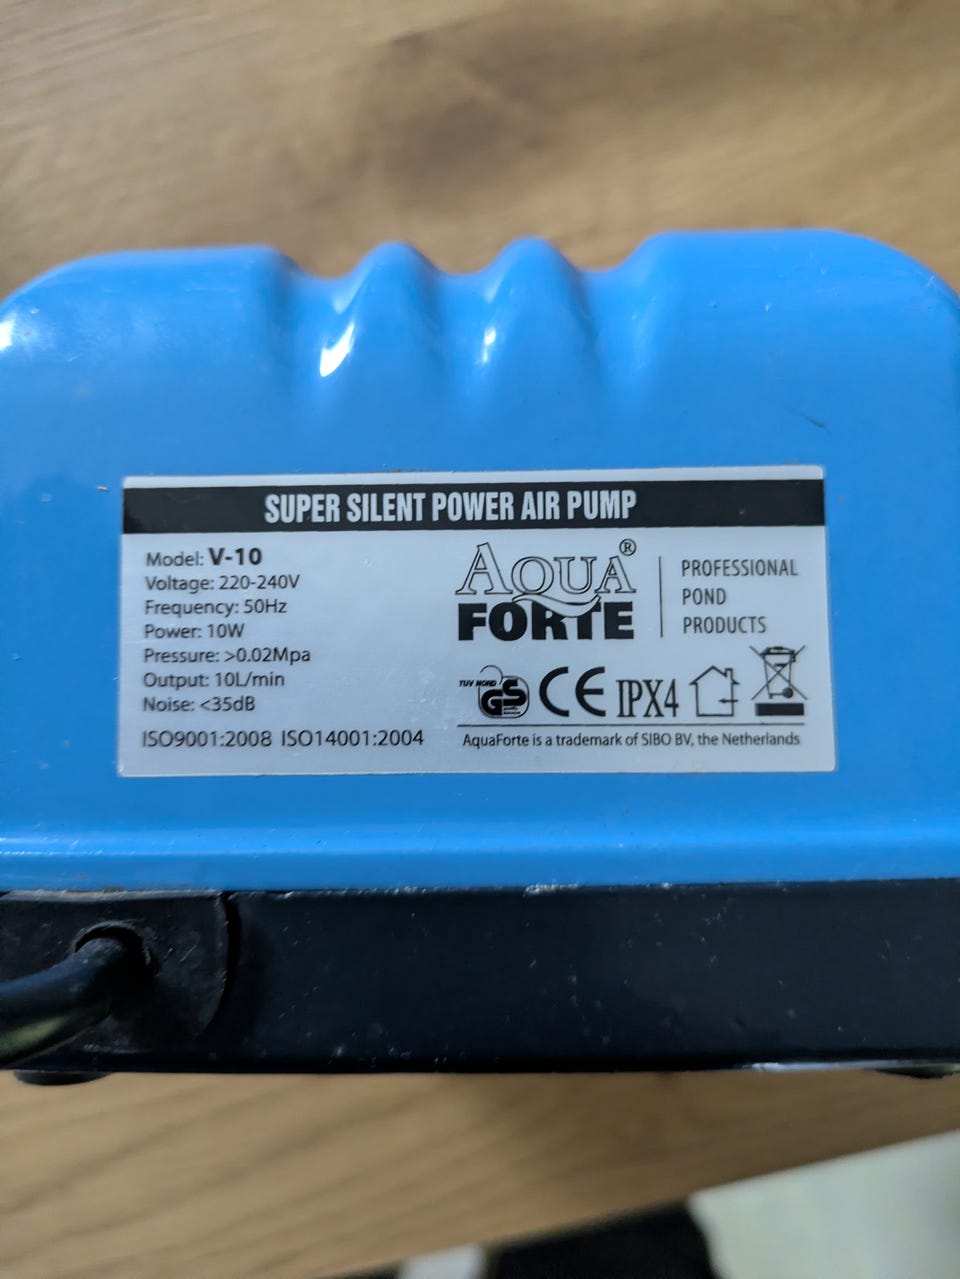 SUPER SILENT POWER AIR PUMP
Model: V-10
Voltage: 220-240V
Frequency: 50Hz
Power: 10W
Pressure: >0.02Mpa
Output: 10L/min
Noise: <35dB
ISO9001:2008 ISO14001:2004
AQUA®
FORTE
PROFESSIONAL
POND
PRODUCTS
TUV NORD
GS
CE
IPX4
AquaForte is a trademark of SIBO BV, the Netherlands